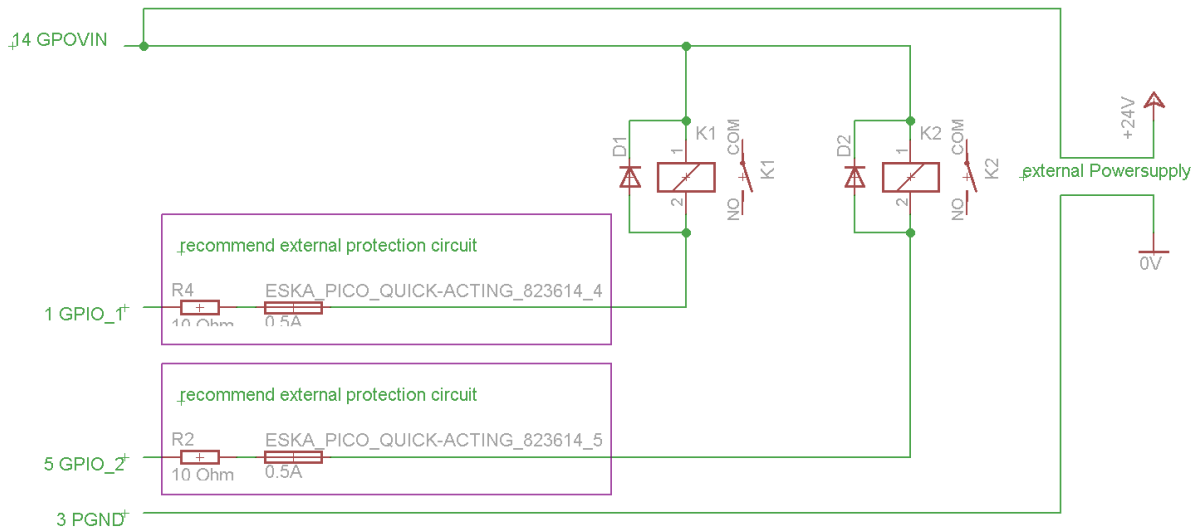 14 GPOVIN
+24V
D1
K1
1
2
COM
NO
K1
D2
K2
1
2
COM
NO
K2
external Powersupply
0V
recommend external protection circuit
R4
ESKA_PICO_QUICK-ACTING_823614_4
1 GPIO_1
10 Ohm
0.5A
recommend external protection circuit
R2
ESKA_PICO_QUICK-ACTING_823614_5
5 GPIO_2
10 Ohm
0.5A
3 PGND